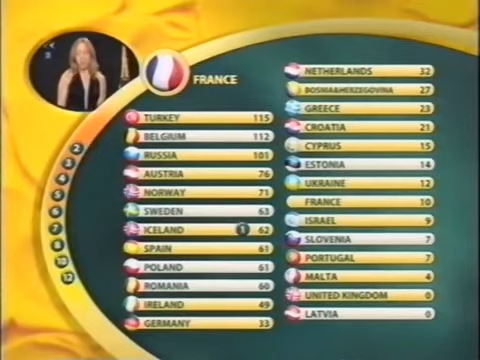 FRANCE
2
3
4
5
6
7
8
10
12
TURKEY 115
BELGIUM 112
RUSSIA 101
AUSTRIA 76
NORWAY 71
SWEDEN 63
ICELAND 1 62
SPAIN 61
POLAND 61
ROMANIA 60
IRELAND 49
GERMANY 33
NETHERLANDS 32
BOSNIA&HERZEGOVINA 27
GREECE 23
CROATIA 21
CYPRUS 15
ESTONIA 14
UKRAINE 12
FRANCE 10
ISRAEL 9
SLOVENIA 7
PORTUGAL 7
MALTA 4
UNITED KINGDOM 0
LATVIA 0